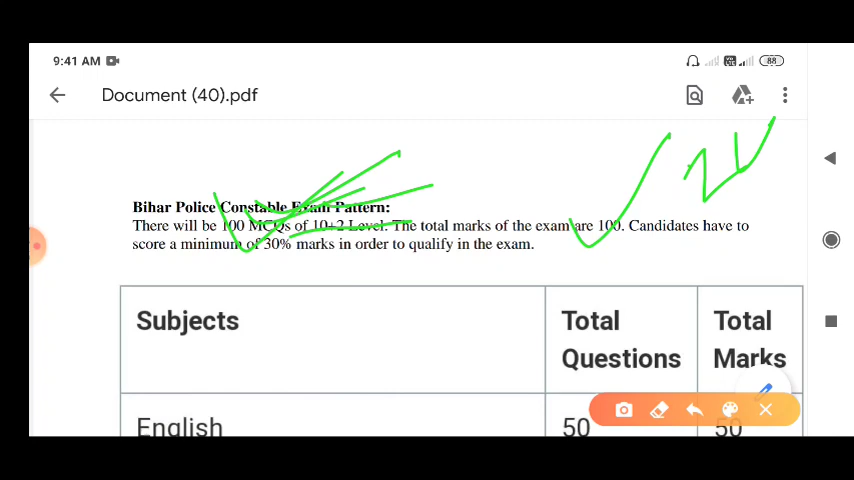 9:41 AM
88
Document (40).pdf
Bihar Police Constable Exam Pattern:
There will be 100 MCQs of 10+2 Level. The total marks of the exam are 100. Candidates have to
score a minimum of 30% marks in order to qualify in the exam.
Subjects Total Questions Total Marks
English 50 50